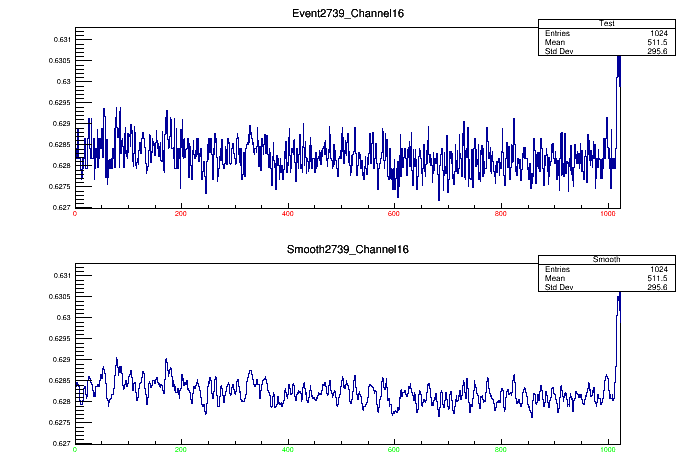 Event2739_Channel16
Test
Entries 1024
Mean 511.5
Std Dev 295.6
0.631
0.6305
0.63
0.6295
0.629
0.6285
0.628
0.6275
0.627
0 200 400 600 800 1000
Smooth2739_Channel16
Smooth
Entries 1024
Mean 511.5
Std Dev 295.6
0.631
0.6305
0.63
0.6295
0.629
0.6285
0.628
0.6275
0.627
0 200 400 600 800 1000